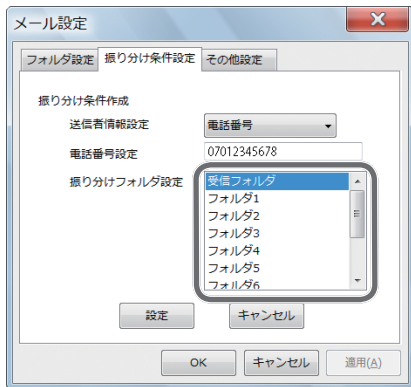 メール設定
フォルダ設定 振り分け条件設定 その他設定
振り分け条件作成
送信者情報設定 電話番号
電話番号設定 07012345678
振り分けフォルダ設定 受信フォルダ
フォルダ1
フォルダ2
フォルダ3
フォルダ4
フォルダ5
フォルダ6
設定 キャンセル
OK キャンセル 適用(A)